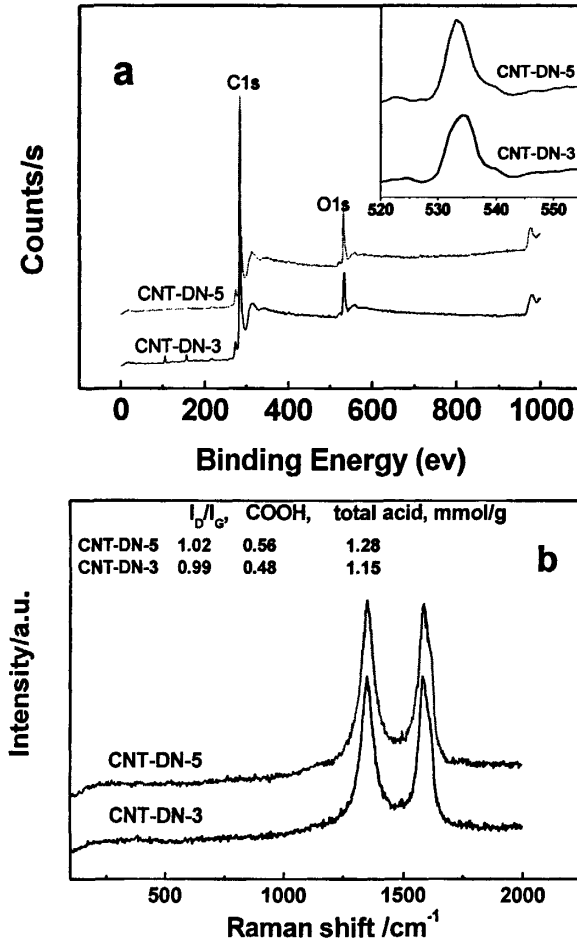 a
C1s
O1s
CNT-DN-5
CNT-DN-3
CNT-DN-5
CNT-DN-3
520 530 540 550
Counts/s
0 200 400 600 800 1000
Binding Energy (ev)
I_D/I_G, COOH, total acid, mmol/g
CNT-DN-5 1.02 0.56 1.28
CNT-DN-3 0.99 0.48 1.15
b
CNT-DN-5
CNT-DN-3
Intensity/a.u.
500 1000 1500 2000
Raman shift /cm⁻¹